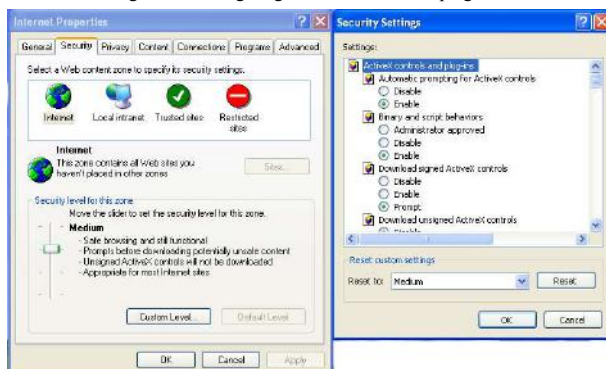 Internet Properties
General Security Privacy Content Connections Programs Advanced
Select a Web content zone to specify its security settings.
Internet Local intranet Trusted sites Restricted sites
Internet
This zone contains all Web sites you
haven't placed in other zones
Sites...
Security level for this zone
Move the slider to set the security level for this zone.
Medium
- Safe browsing and still functional
- Prompts before downloading potentially unsafe content
- Unsigned ActiveX controls will not be downloaded
- Appropriate for most Internet sites
Custom Level... Default Level
OK Cancel Apply
Security Settings
Settings:
ActiveX controls and plug-ins
Automatic prompting for ActiveX controls
Disable
Enable
Binary and script behaviors
Administrator approved
Disable
Enable
Download signed ActiveX controls
Disable
Enable
Prompt
Download unsigned ActiveX controls
Reset custom settings
Reset to: Medium Reset
OK Cancel